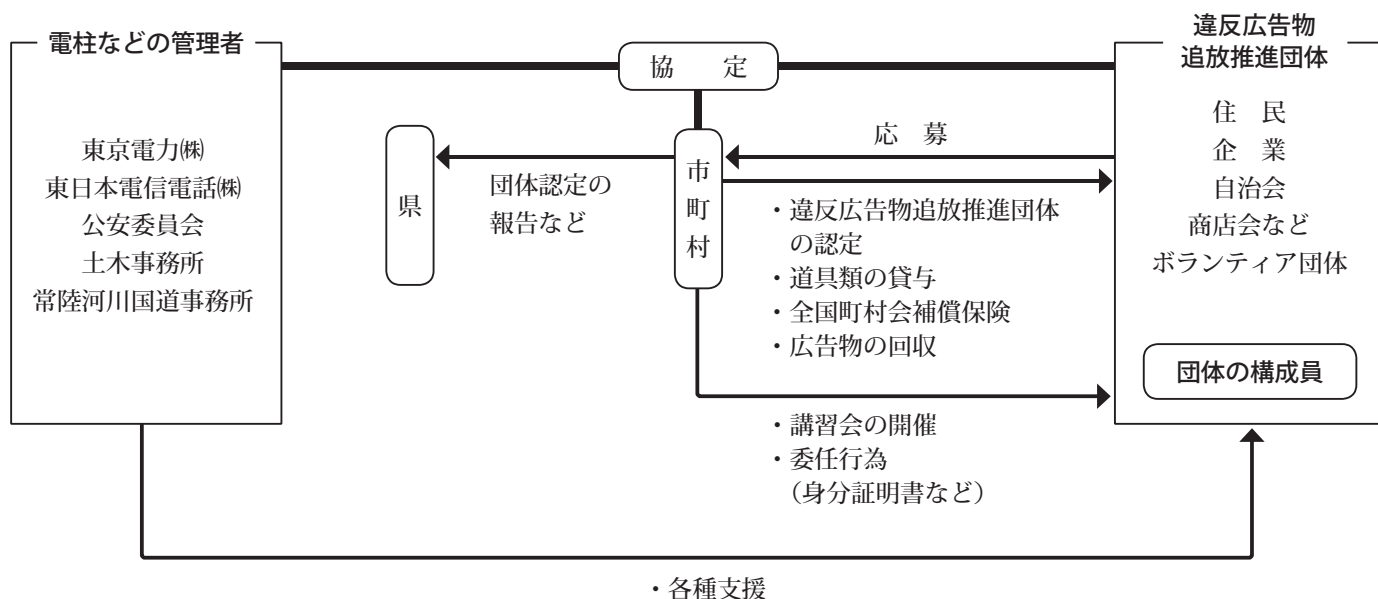 電柱などの管理者
東京電力㈱
東日本電信電話㈱
公安委員会
土木事務所
常陸河川国道事務所
協　定
県
団体認定の
報告など
市町村
応　募
・違反広告物追放推進団体
の認定
・道具類の貸与
・全国町村会補償保険
・広告物の回収
・講習会の開催
・委任行為
（身分証明書など）
違反広告物
追放推進団体
住　民
企　業
自治会
商店会など
ボランティア団体
団体の構成員
・各種支援